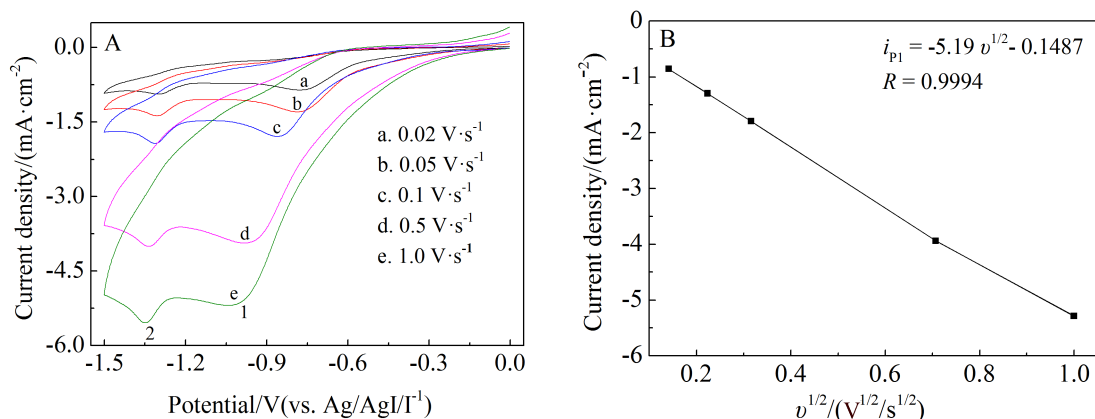 A
0.0
-1.5
-3.0
-4.5
-6.0
Current density/(mA·cm⁻²)
a
b
c
d
e
1
2
a. 0.02 V·s⁻¹
b. 0.05 V·s⁻¹
c. 0.1 V·s⁻¹
d. 0.5 V·s⁻¹
e. 1.0 V·s⁻¹
-1.5 -1.2 -0.9 -0.6 -0.3 0.0
Potential/V(vs. Ag/AgI/I⁻¹)
B
i_P1 = -5.19 υ^1/2- 0.1487
R = 0.9994
0
-1
-2
-3
-4
-5
-6
Current density/(mA·cm⁻²)
0.2 0.4 0.6 0.8 1.0
υ^1/2/(V^1/2/s^1/2)